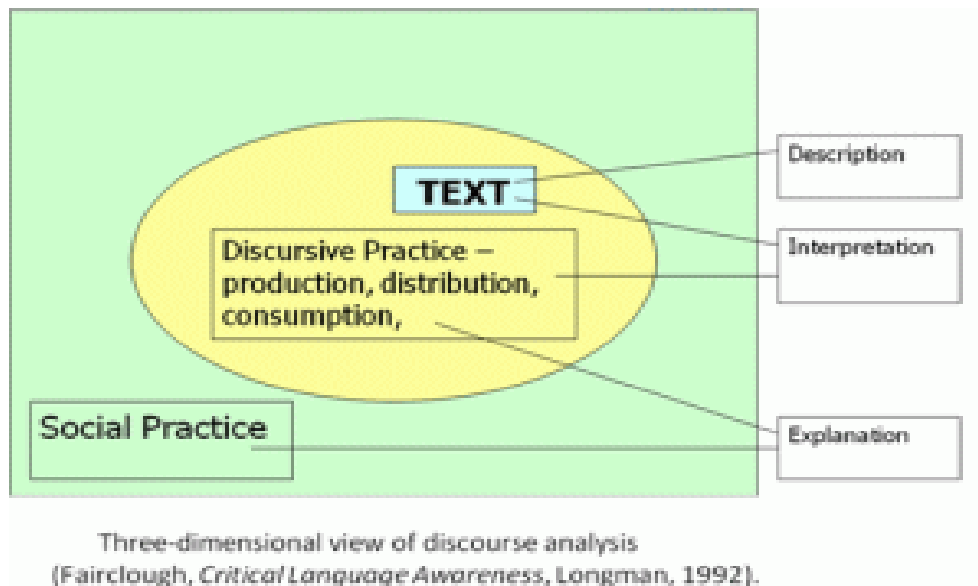 TEXT
Description
Discursive Practice –
production, distribution,
consumption,
Interpretation
Social Practice
Explanation
Three-dimensional view of discourse analysis
(Fairclough, Critical Language Awareness, Longman, 1992).